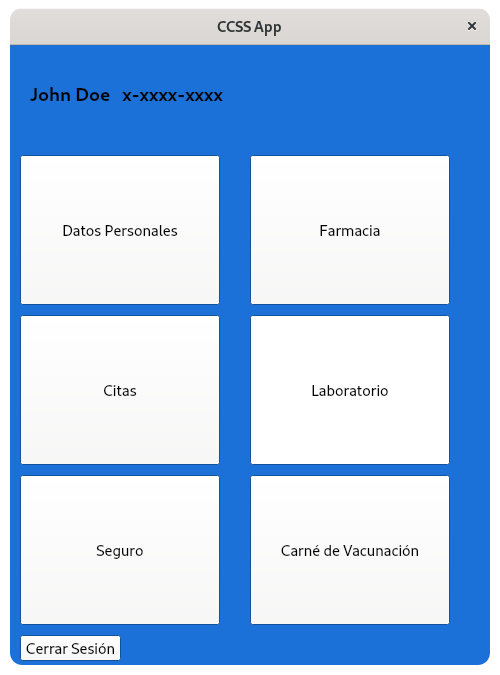 CCSS App
John Doe x-xxxx-xxxx
Datos Personales
Farmacia
Citas
Laboratorio
Seguro
Carné de Vacunación
Cerrar Sesión